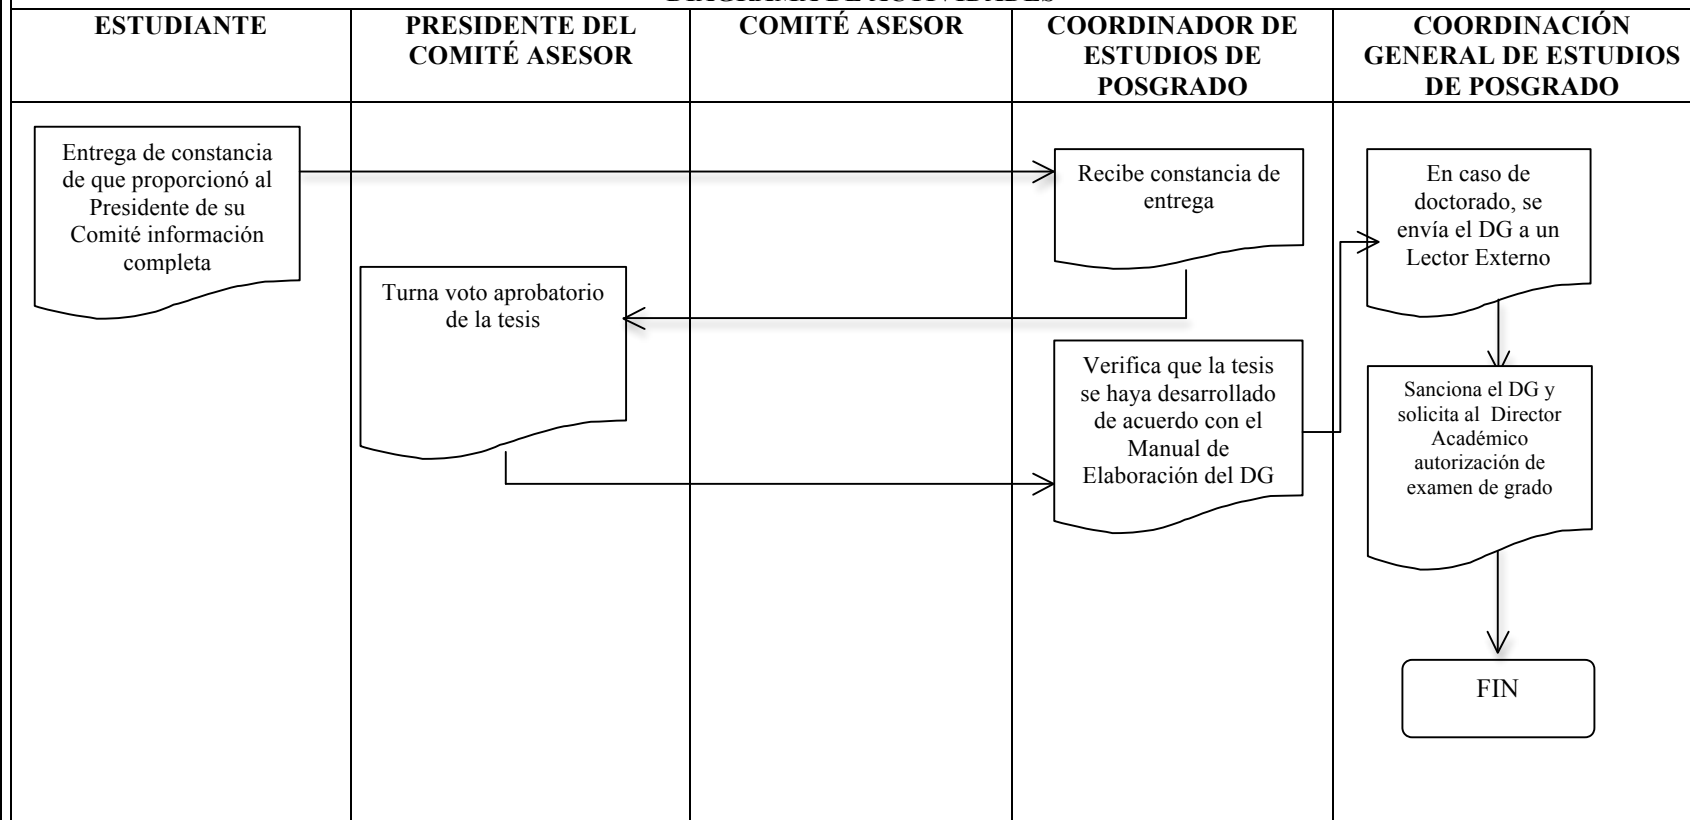 DIAGRAMA DE ACTIVIDADES
ESTUDIANTE
PRESIDENTE DEL
COMITÉ ASESOR
COMITÉ ASESOR
COORDINADOR DE
ESTUDIOS DE
POSGRADO
COORDINACIÓN
GENERAL DE ESTUDIOS
DE POSGRADO
Entrega de constancia
de que proporcionó al
Presidente de su
Comité información
completa
Recibe constancia de
entrega
En caso de
doctorado, se
envía el DG a un
Lector Externo
Turna voto aprobatorio
de la tesis
Verifica que la tesis
se haya desarrollado
de acuerdo con el
Manual de
Elaboración del DG
Sanciona el DG y
solicita al Director
Académico
autorización de
examen de grado
FIN